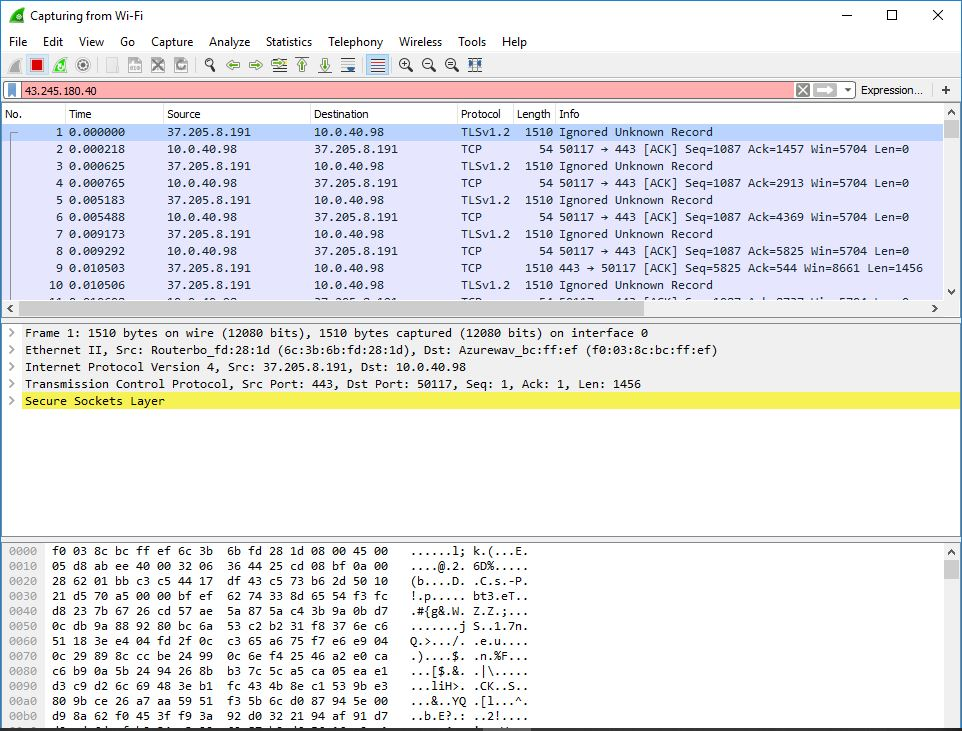 Capturing from Wi-Fi
File Edit View Go Capture Analyze Statistics Telephony Wireless Tools Help
43.245.180.40 Expression... +
No. Time Source Destination Protocol Length Info
1 0.000000 37.205.8.191 10.0.40.98 TLSv1.2 1510 Ignored Unknown Record
2 0.000218 10.0.40.98 37.205.8.191 TCP 54 50117 → 443 [ACK] Seq=1087 Ack=1457 Win=5704 Len=0
3 0.000625 37.205.8.191 10.0.40.98 TLSv1.2 1510 Ignored Unknown Record
4 0.000765 10.0.40.98 37.205.8.191 TCP 54 50117 → 443 [ACK] Seq=1087 Ack=2913 Win=5704 Len=0
5 0.005183 37.205.8.191 10.0.40.98 TLSv1.2 1510 Ignored Unknown Record
6 0.005488 10.0.40.98 37.205.8.191 TCP 54 50117 → 443 [ACK] Seq=1087 Ack=4369 Win=5704 Len=0
7 0.009173 37.205.8.191 10.0.40.98 TLSv1.2 1510 Ignored Unknown Record
8 0.009292 10.0.40.98 37.205.8.191 TCP 54 50117 → 443 [ACK] Seq=1087 Ack=5825 Win=5704 Len=0
9 0.010503 37.205.8.191 10.0.40.98 TCP 1510 443 → 50117 [ACK] Seq=5825 Ack=544 Win=8661 Len=1456
10 0.010506 37.205.8.191 10.0.40.98 TLSv1.2 1510 Ignored Unknown Record
Frame 1: 1510 bytes on wire (12080 bits), 1510 bytes captured (12080 bits) on interface 0
Ethernet II, Src: Routerbo_fd:28:1d (6c:3b:6b:fd:28:1d), Dst: Azurewav_bc:ff:ef (f0:03:8c:bc:ff:ef)
Internet Protocol Version 4, Src: 37.205.8.191, Dst: 10.0.40.98
Transmission Control Protocol, Src Port: 443, Dst Port: 50117, Seq: 1, Ack: 1, Len: 1456
Secure Sockets Layer
0000 f0 03 8c bc ff ef 6c 3b 6b fd 28 1d 08 00 45 00 ......l; k.(...E.
0010 05 d8 ab ee 40 00 32 06 36 44 25 cd 08 bf 0a 00 ....@.2. 6D%.....
0020 28 62 01 bb c3 c5 44 17 df 43 c5 73 b6 2d 50 10 (b....D. .C.s.-P.
0030 21 d5 70 a5 00 00 bf ef 62 74 33 8d 65 54 f3 fc !.p..... bt3.eT..
0040 d8 23 7b 67 26 cd 57 ae 5a 87 5a c4 3b 9a 0b d7 .#{g&.W. Z.Z.;...
0050 0c db 9a 88 92 80 bc 6a 53 c2 b2 31 f8 37 6e c6 .......j S..1.7n.
0060 51 18 3e e4 04 fd 2f 0c c3 65 a6 75 f7 e6 e9 04 Q.>.../. .e.u....
0070 0c 29 89 8c cc be 24 99 0c 6e f4 25 46 a2 e0 ca .)....$. .n.%F...
0080 c6 b9 0a 5b 24 94 26 8b b3 7c 5c a5 ca 05 ea e1 ...[$.&. .|\.....
0090 d3 c9 d2 6c 69 48 3e b1 fc 43 4b 8e c1 53 9b e3 ...liH>. .CK..S..
00a0 80 9b ce 26 a7 aa 59 51 f3 5b 6c d0 87 94 5e 00 ...&..YQ .[l...^.
00b0 d9 8a 62 f0 45 3f f9 3a 92 d0 32 21 94 af 91 d7 ..b.E?.: ..2!....